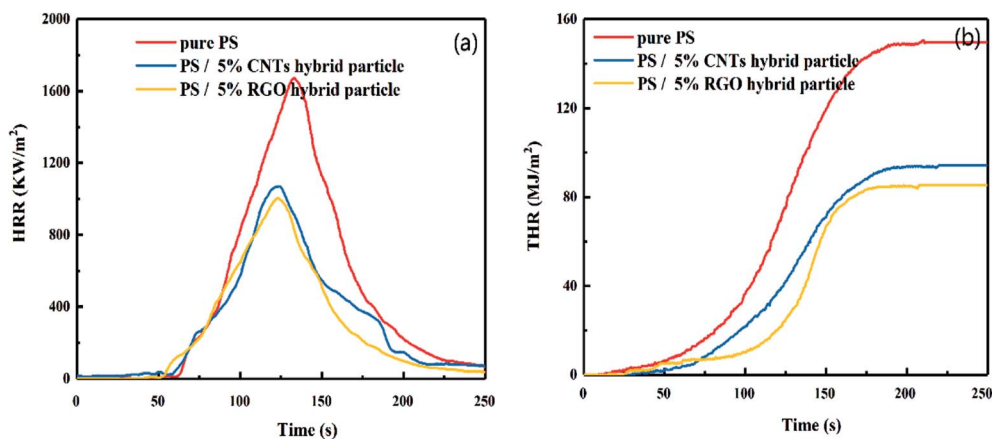 2000
1600
1200
800
400
0
HRR (KW/m²)
pure PS
PS / 5% CNTs hybrid particle
PS / 5% RGO hybrid particle
(a)
0
50
100
150
200
250
Time (s)
160
120
80
40
0
THR (MJ/m²)
pure PS
PS / 5% CNTs hybrid particle
PS / 5% RGO hybrid particle
(b)
0
50
100
150
200
250
Time (s)